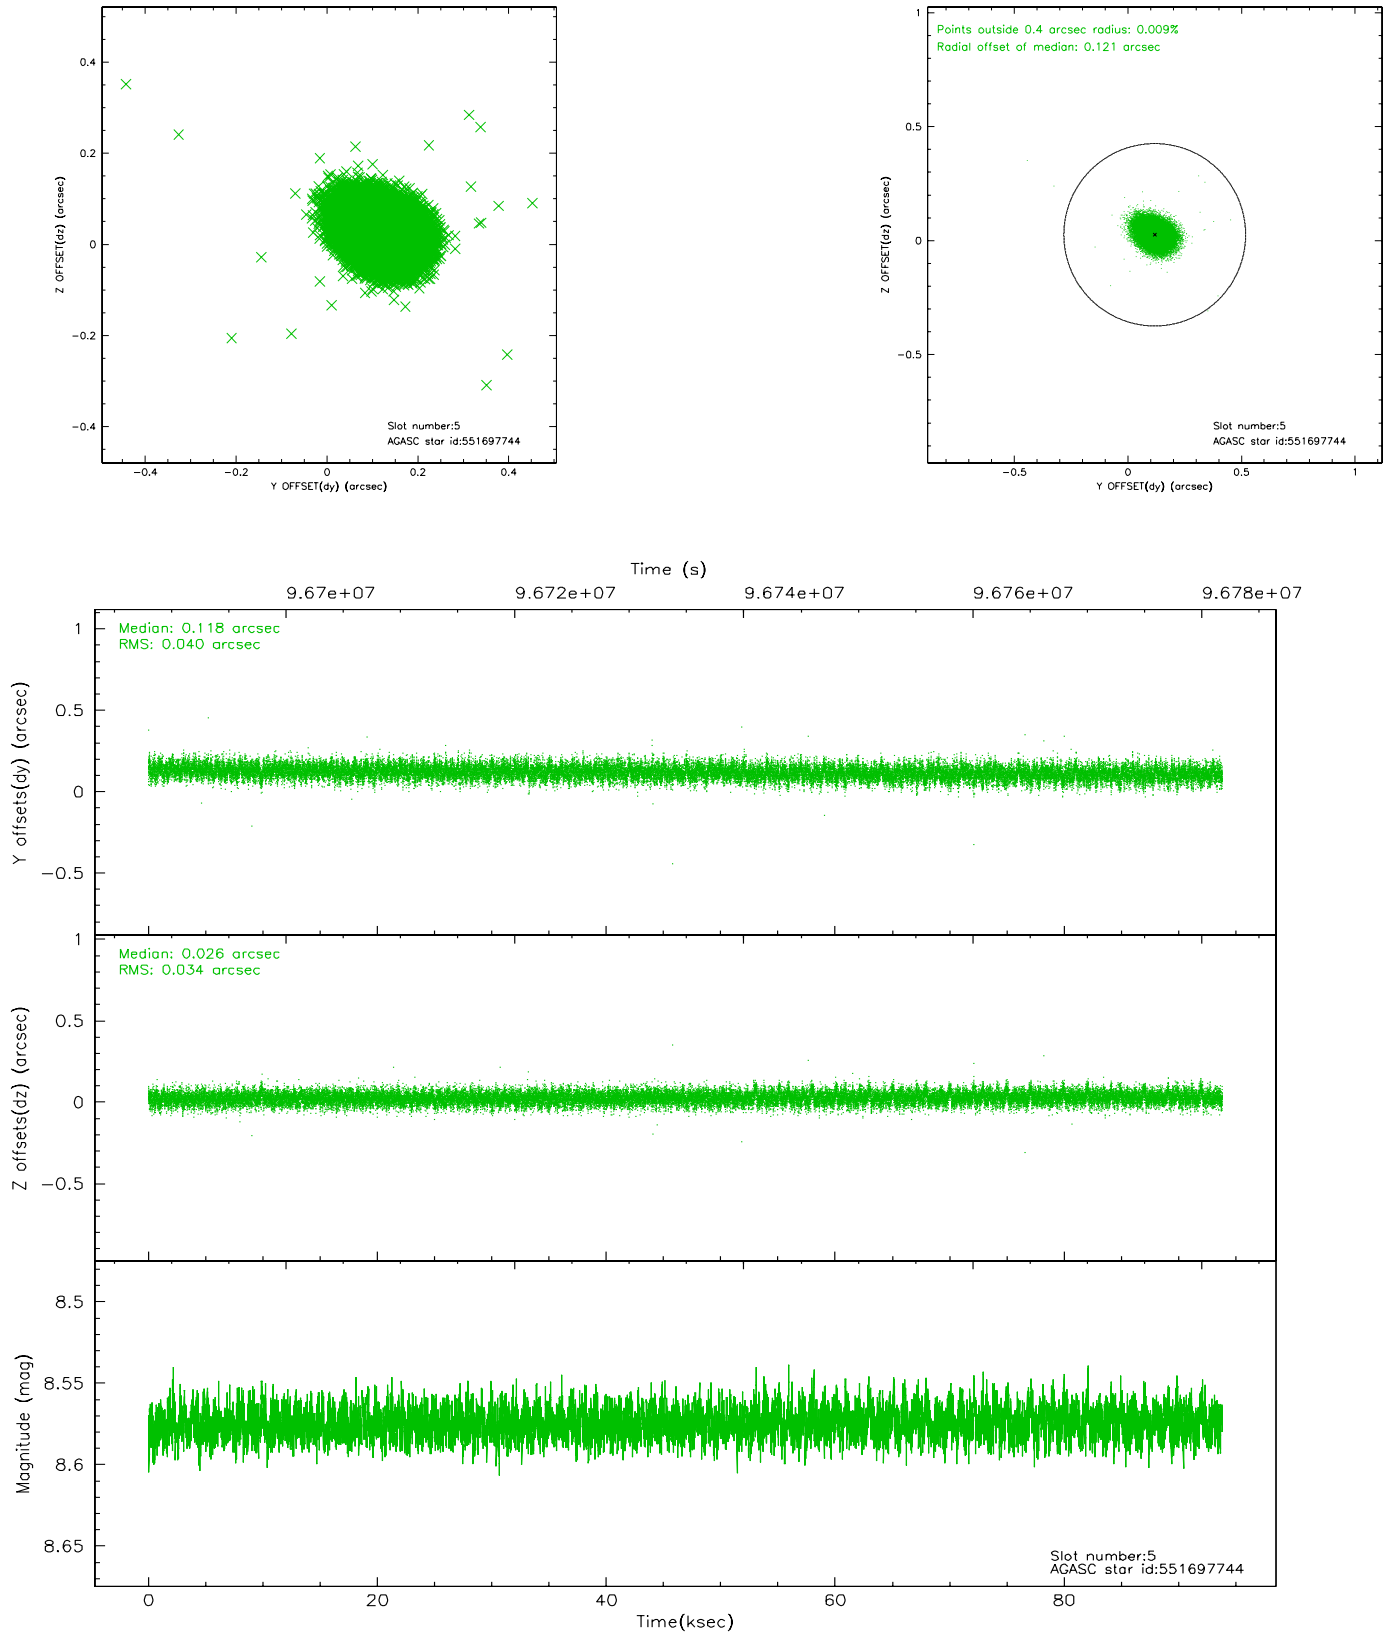 0.4
0.2
0
−0.2
−0.4
Z OFFSET(dz) (arcsec)
Slot number:5
AGASC star id:551697744
−0.4 −0.2 0 0.2 0.4
Y OFFSET(dy) (arcsec)
Points outside 0.4 arcsec radius: 0.009%
Radial offset of median: 0.121 arcsec
1
0.5
0
−0.5
Z OFFSET(dz) (arcsec)
Slot number:5
AGASC star id:551697744
−0.5 0 0.5 1
Y OFFSET(dy) (arcsec)
Time (s)
9.67e+07 9.672e+07 9.674e+07 9.676e+07 9.678e+07
Median: 0.118 arcsec
RMS: 0.040 arcsec
1
0.5
0
−0.5
Y offsets(dy) (arcsec)
Median: 0.026 arcsec
RMS: 0.034 arcsec
1
0.5
0
−0.5
Z offsets(dz) (arcsec)
8.5
8.55
8.6
8.65
Magnitude (mag)
Slot number:5
AGASC star id:551697744
0 20 40 60 80
Time(ksec)